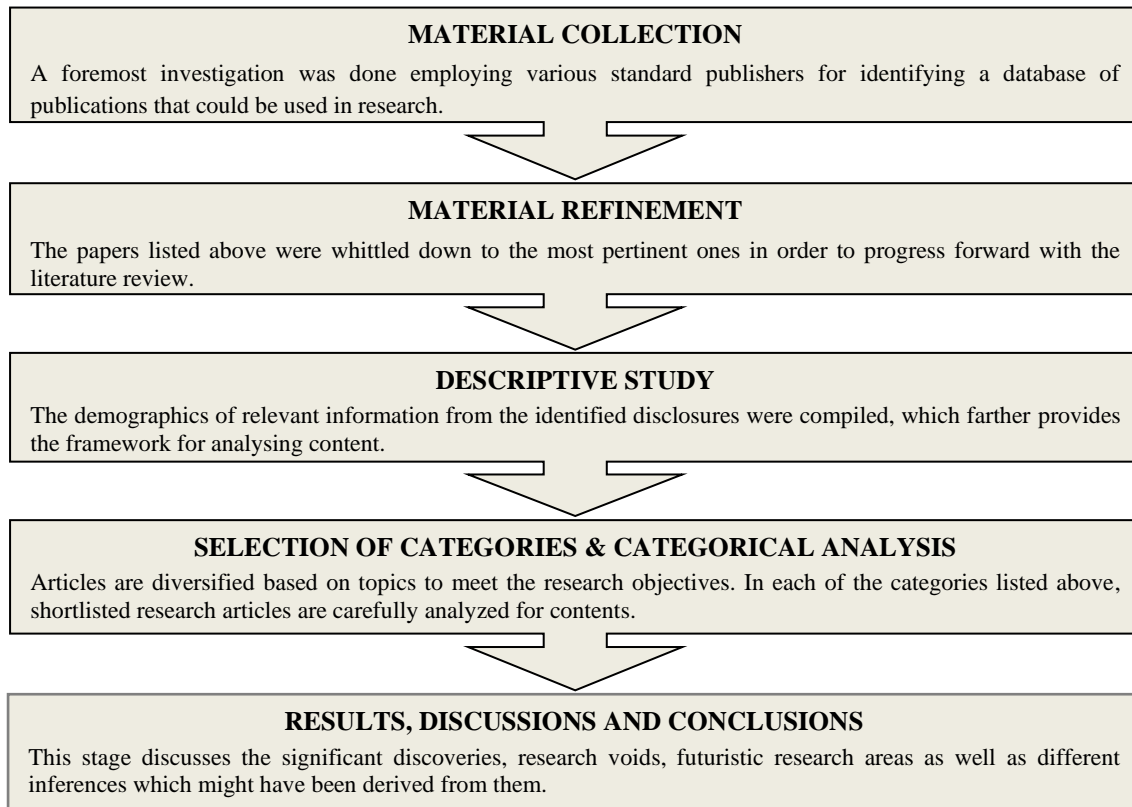 MATERIAL COLLECTION
A foremost investigation was done employing various standard publishers for identifying a database of
publications that could be used in research.
MATERIAL REFINEMENT
The papers listed above were whittled down to the most pertinent ones in order to progress forward with the
literature review.
DESCRIPTIVE STUDY
The demographics of relevant information from the identified disclosures were compiled, which farther provides
the framework for analysing content.
SELECTION OF CATEGORIES & CATEGORICAL ANALYSIS
Articles are diversified based on topics to meet the research objectives. In each of the categories listed above,
shortlisted research articles are carefully analyzed for contents.
RESULTS, DISCUSSIONS AND CONCLUSIONS
This stage discusses the significant discoveries, research voids, futuristic research areas as well as different
inferences which might have been derived from them.